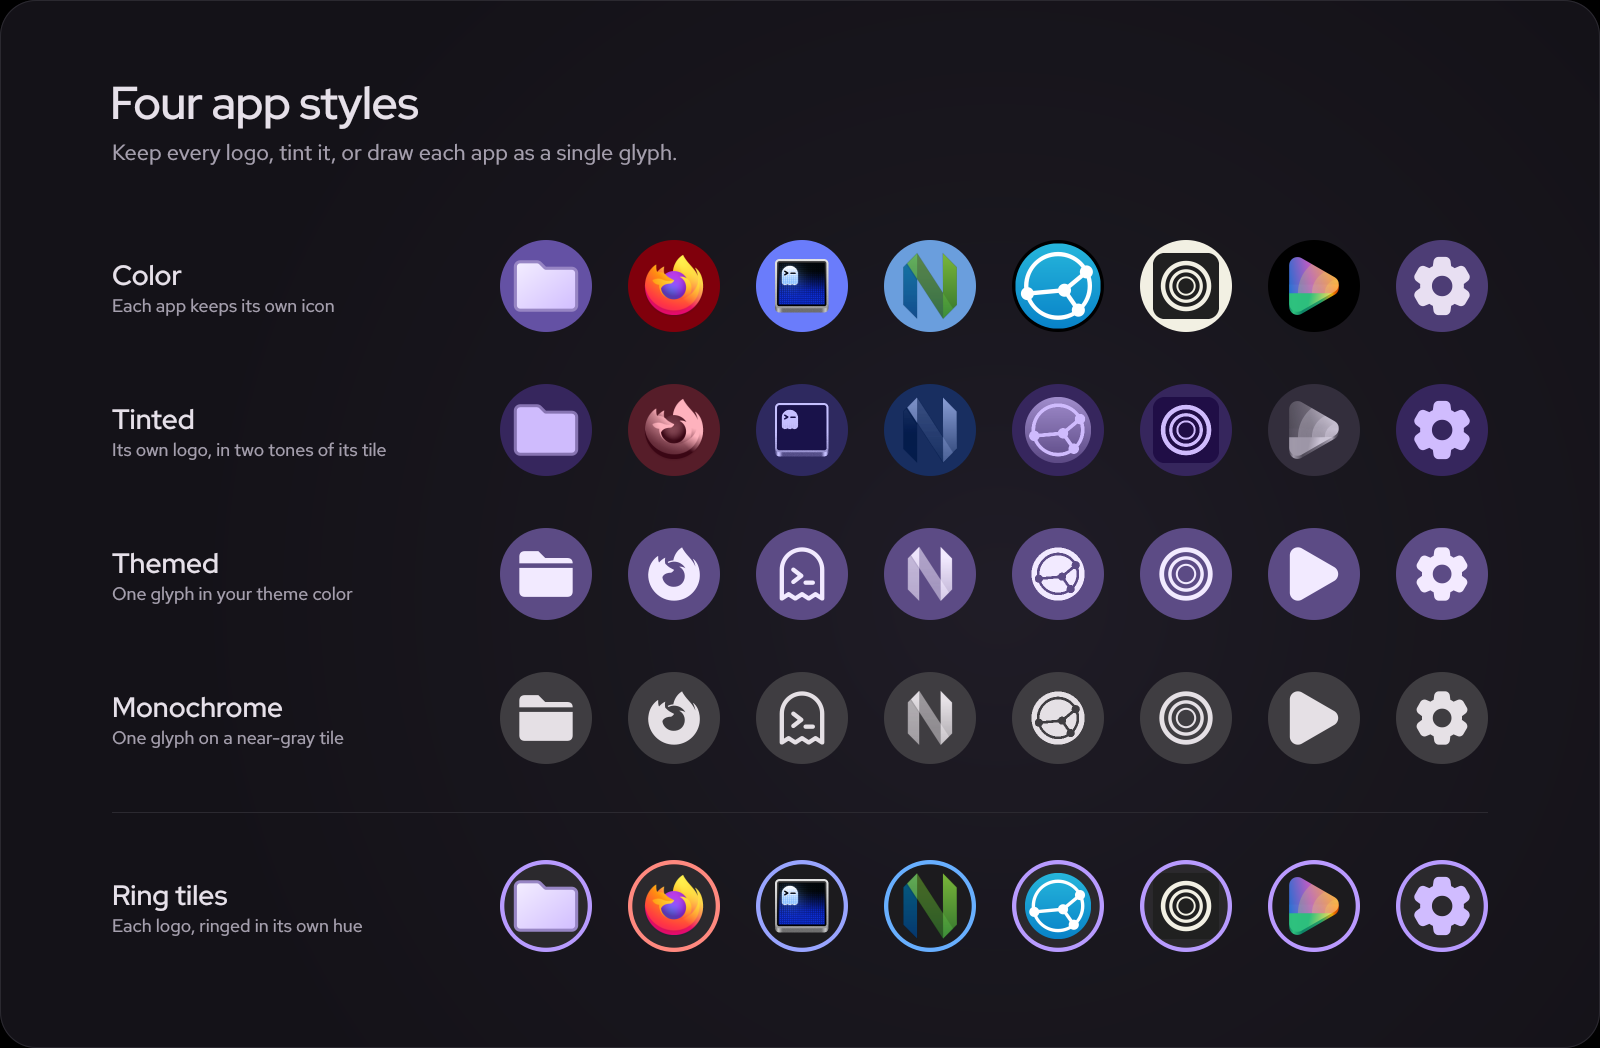 Four app styles
Keep every logo, tint it, or draw each app as a single glyph.
Color
Each app keeps its own icon
Tinted
Its own logo, in two tones of its tile
Themed
One glyph in your theme color
Monochrome
One glyph on a near-gray tile
Ring tiles
Each logo, ringed in its own hue